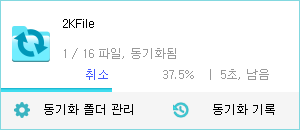 2KFile
1 / 16 파일, 동기화됨
취소 37.5% | 5초, 남음
동기화 폴더 관리 동기화 기록